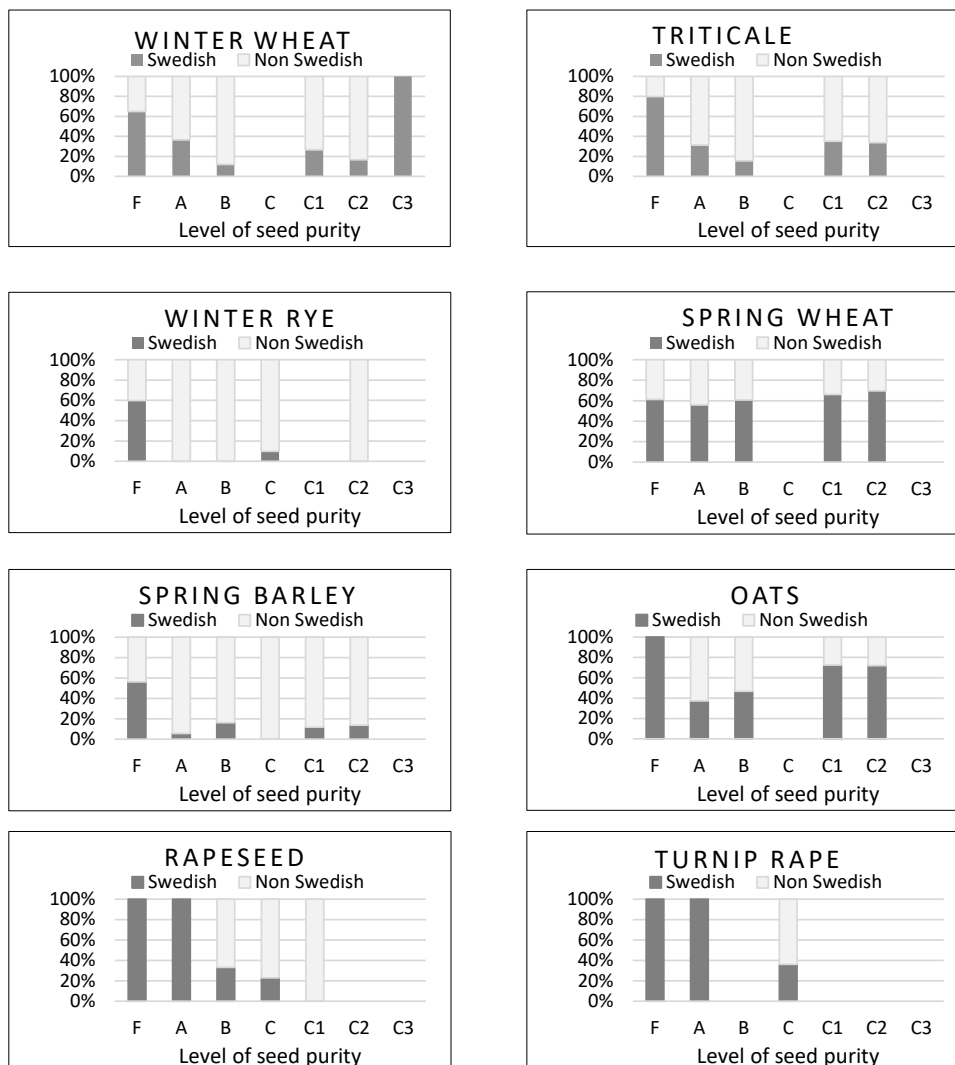 WINTER WHEAT
Swedish Non Swedish
100%
80%
60%
40%
20%
0%
F A B C C1 C2 C3
Level of seed purity
TRITICALE
Swedish Non Swedish
100%
80%
60%
40%
20%
0%
F A B C C1 C2 C3
Level of seed purity
WINTER RYE
Swedish Non Swedish
100%
80%
60%
40%
20%
0%
F A B C C1 C2 C3
Level of seed purity
SPRING WHEAT
Swedish Non Swedish
100%
80%
60%
40%
20%
0%
F A B C C1 C2 C3
Level of seed purity
SPRING BARLEY
Swedish Non Swedish
100%
80%
60%
40%
20%
0%
F A B C C1 C2 C3
Level of seed purity
OATS
Swedish Non Swedish
100%
80%
60%
40%
20%
0%
F A B C C1 C2 C3
Level of seed purity
RAPESEED
Swedish Non Swedish
100%
80%
60%
40%
20%
0%
F A B C C1 C2 C3
Level of seed purity
TURNIP RAPE
Swedish Non Swedish
100%
80%
60%
40%
20%
0%
F A B C C1 C2 C3
Level of seed purity